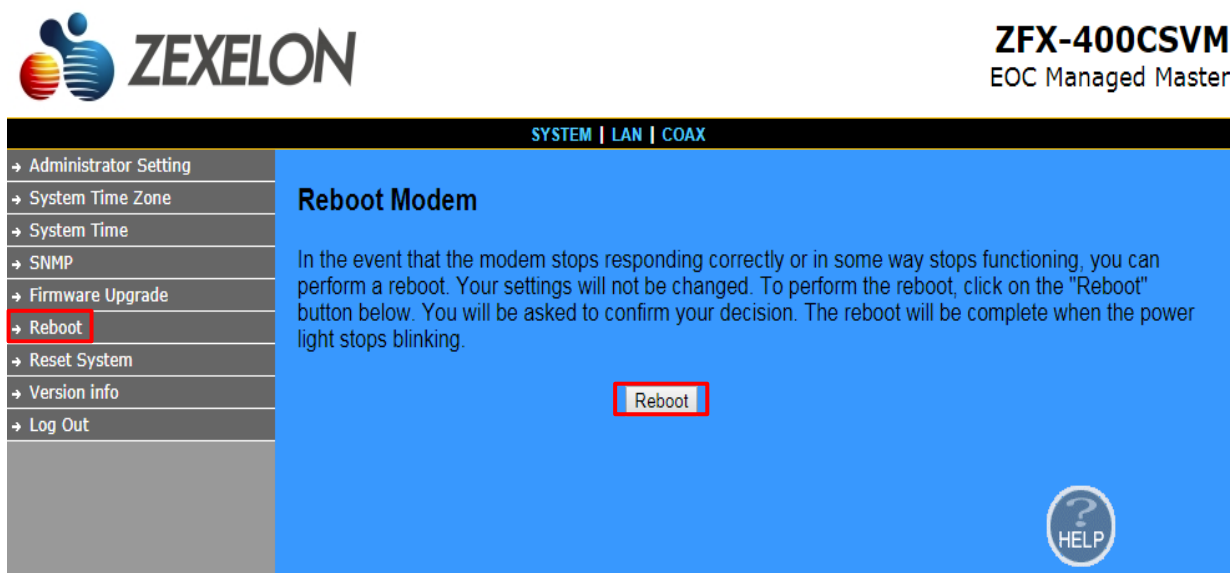 ZEXELON
ZFX-400CSVM
EOC Managed Master
SYSTEM | LAN | COAX
Administrator Setting
System Time Zone
System Time
SNMP
Firmware Upgrade
Reboot
Reset System
Version info
Log Out
Reboot Modem
In the event that the modem stops responding correctly or in some way stops functioning, you can
perform a reboot. Your settings will not be changed. To perform the reboot, click on the "Reboot"
button below. You will be asked to confirm your decision. The reboot will be complete when the power
light stops blinking.
Reboot
?
HELP